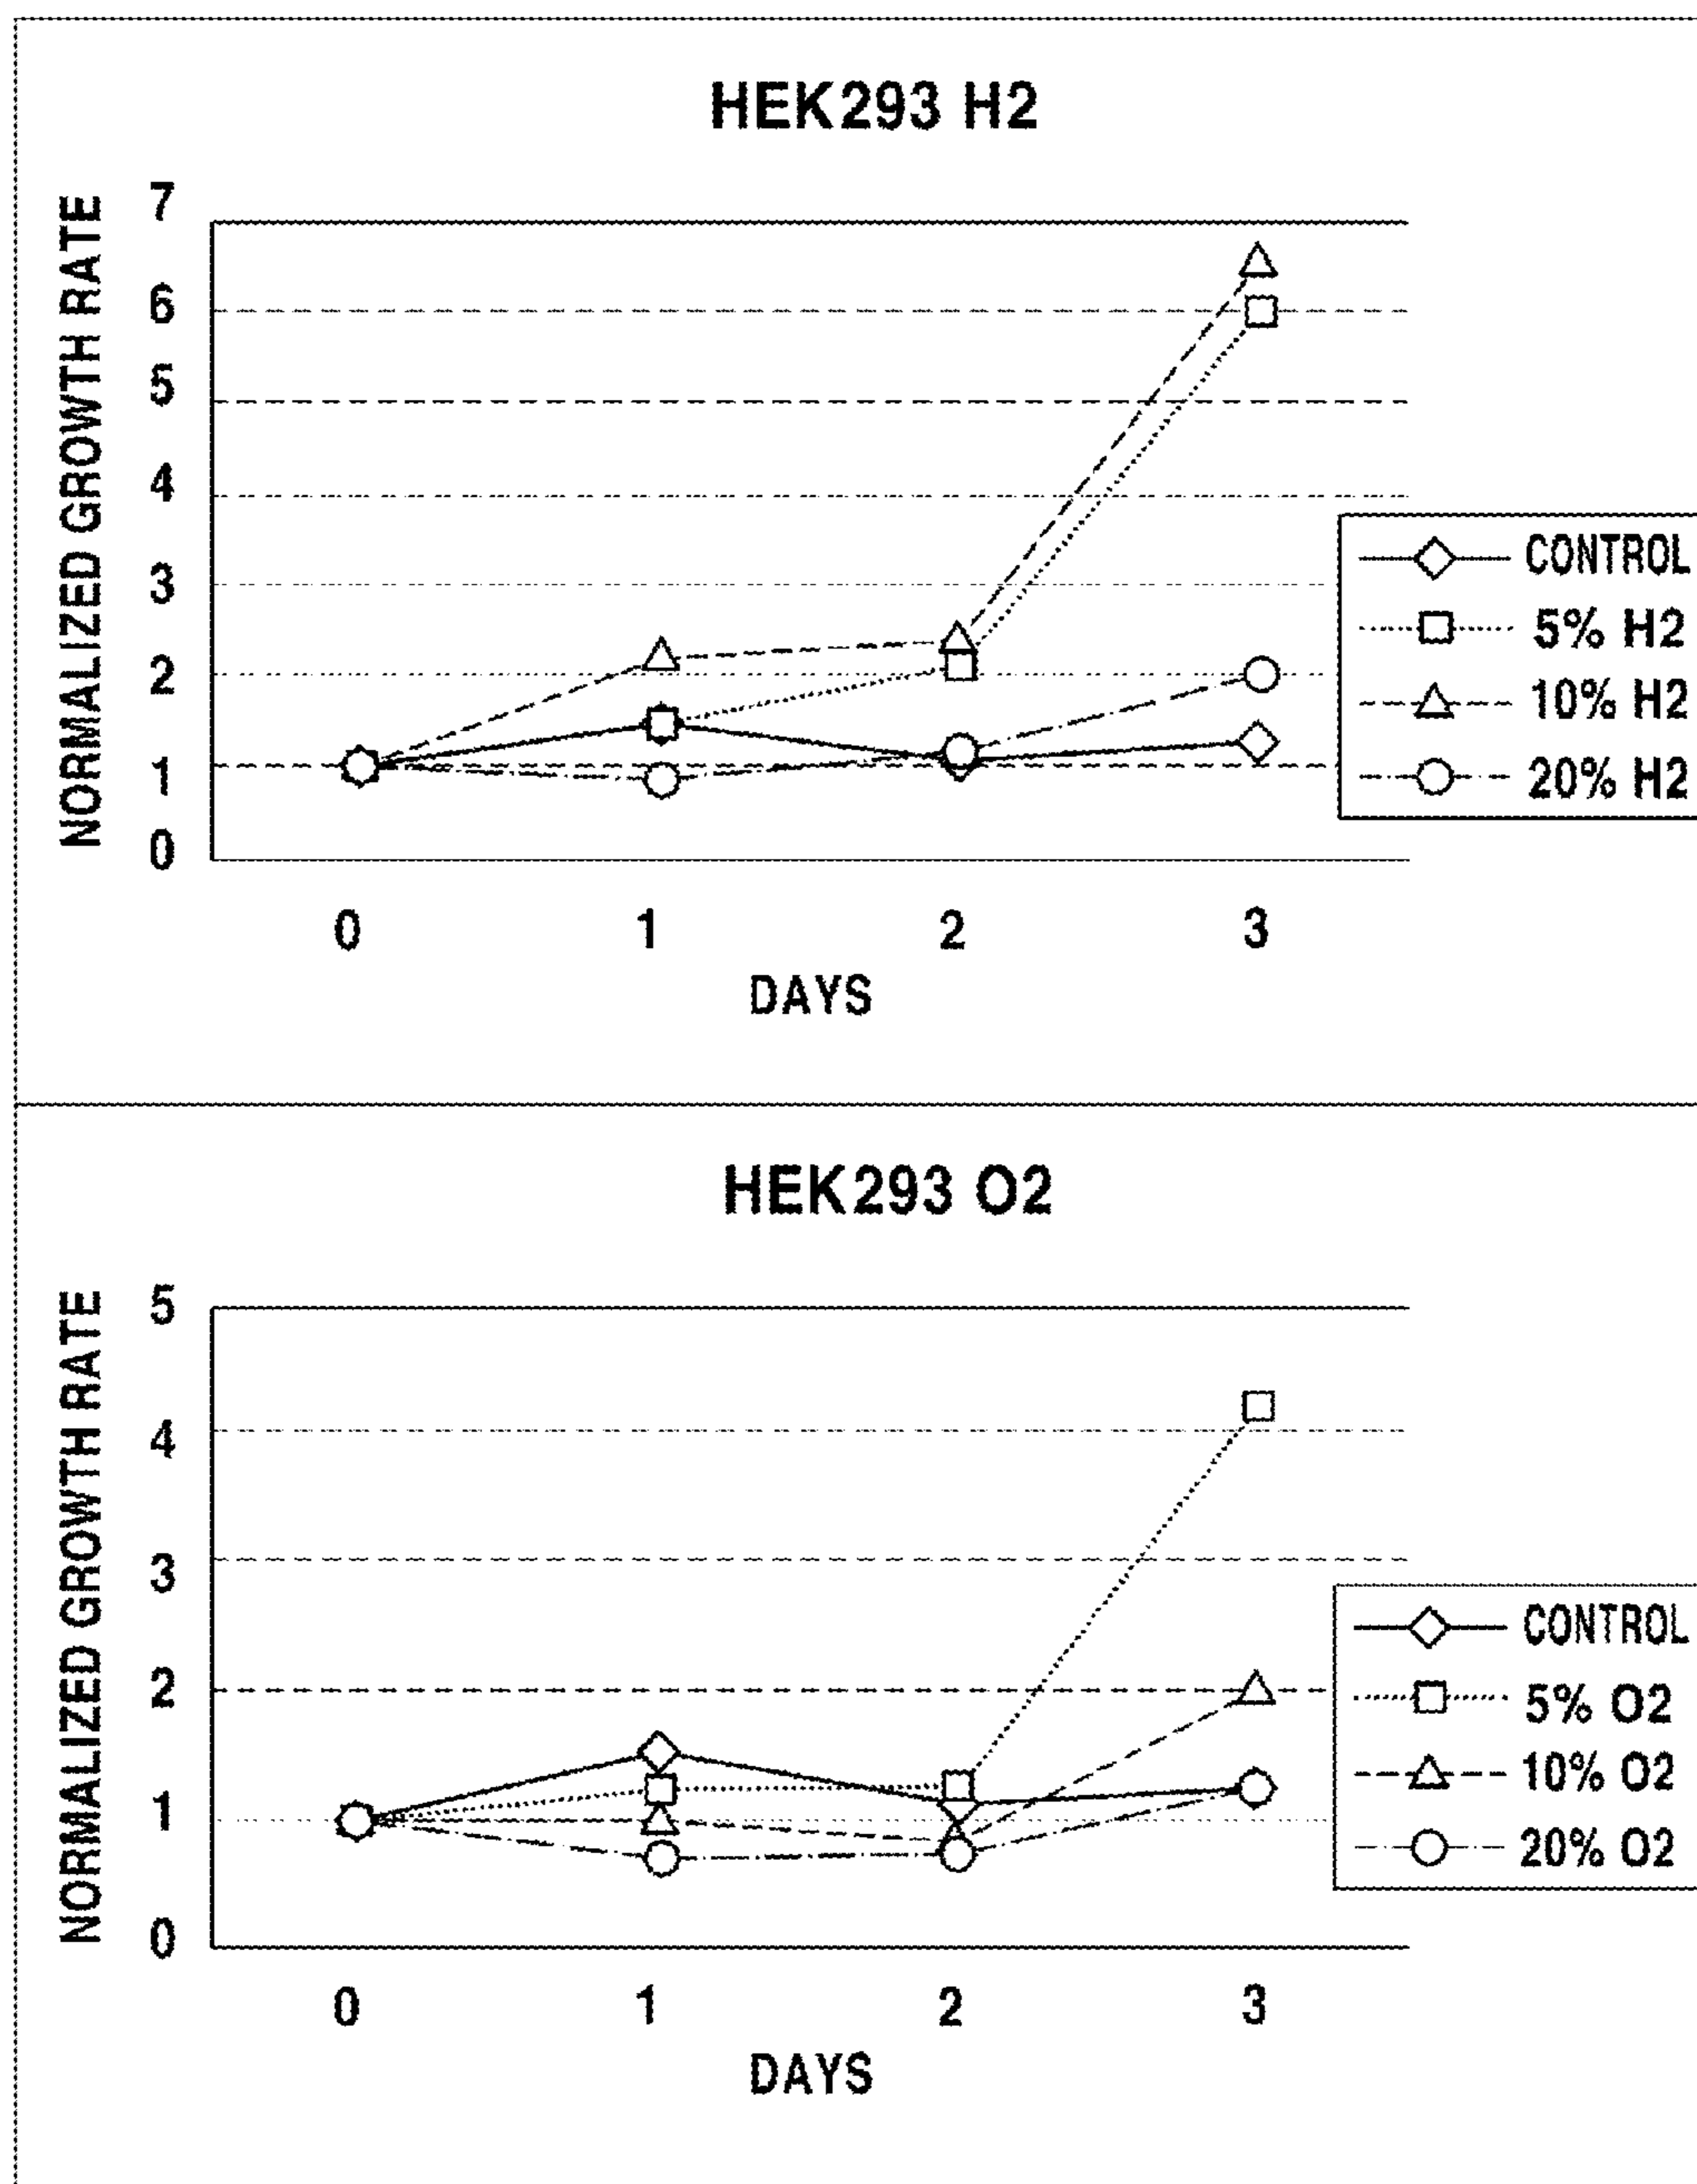 HEK293 H2
NORMALIZED GROWTH RATE
7
6
5
4
3
2
1
0
0 1 2 3
DAYS
CONTROL
5% H2
10% H2
20% H2
HEK293 O2
NORMALIZED GROWTH RATE
5
4
3
2
1
0
0 1 2 3
DAYS
CONTROL
5% O2
10% O2
20% O2